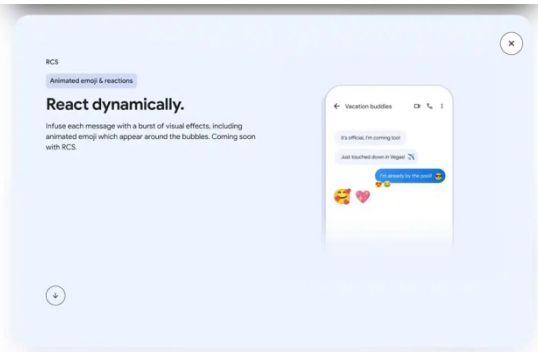 RCS
Animated emoji & reactions
React dynamically.
Infuse each message with a burst of visual effects, including
animated emoji which appear around the bubbles. Coming soon
with RCS.
Vacation buddies
It's official, I'm coming too!
Just touched down in Vegas! ✈️
I'm already by the pool! 😎